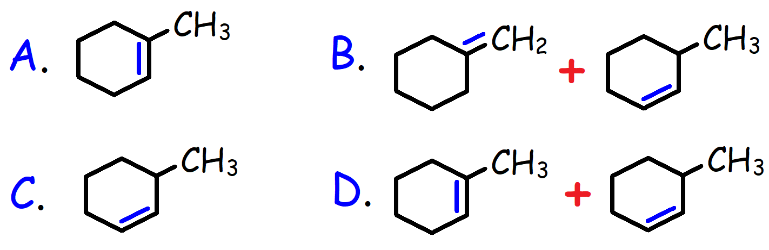 A. CH3 B. CH2 + CH3
C. CH3 D. CH3 + CH3